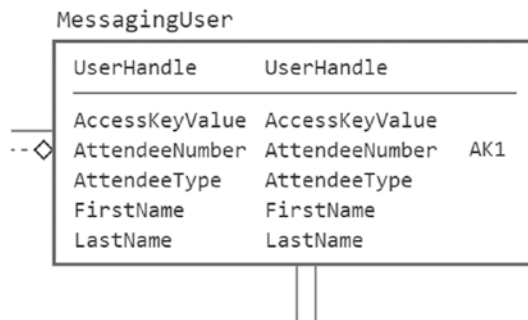 MessagingUser
UserHandle UserHandle
AccessKeyValue AccessKeyValue
AttendeeNumber AttendeeNumber AK1
AttendeeType AttendeeType
FirstName FirstName
LastName LastName